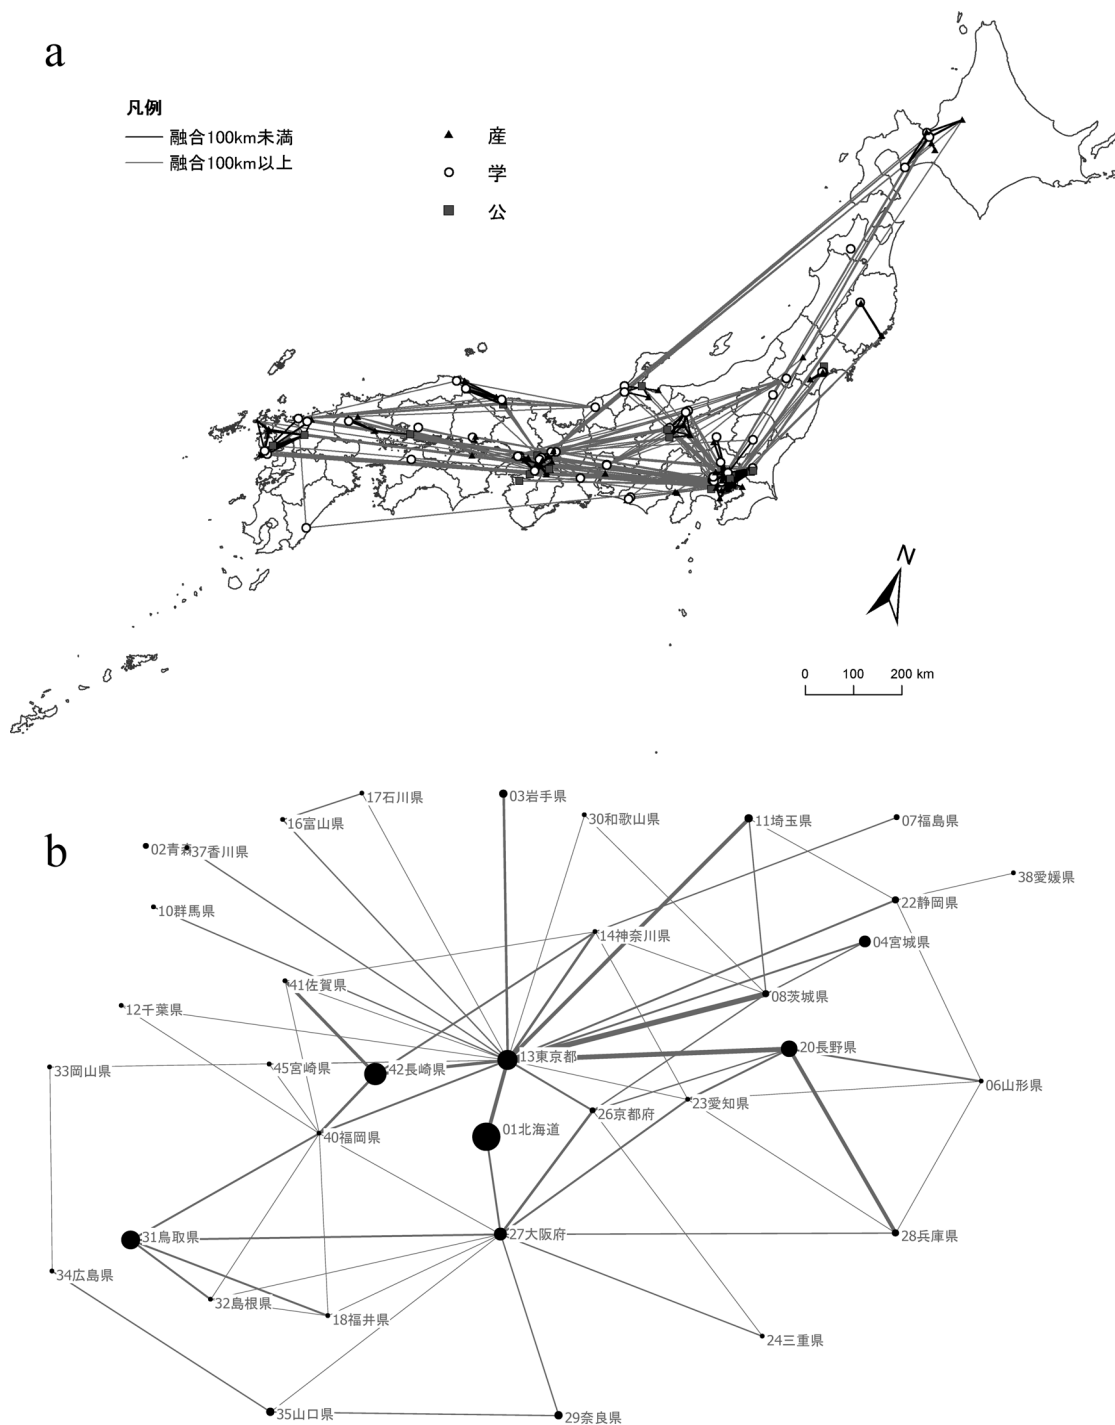 a
凡例
融合100km未満
融合100km以上
産
学
公
N
0 100 200 km
b
17石川県
03岩手県
16富山県
30和歌山県
11埼玉県
07福島県
02青森
37香川県
38愛媛県
10群馬県
22静岡県
14神奈川県
04宮城県
41佐賀県
08茨城県
12千葉県
13東京都
20長野県
33岡山県
45宮崎県
42長崎県
06山形県
23愛知県
26京都府
01北海道
40福岡県
31鳥取県
27大阪府
28兵庫県
34広島県
32島根県
18福井県
24三重県
35山口県
29奈良県